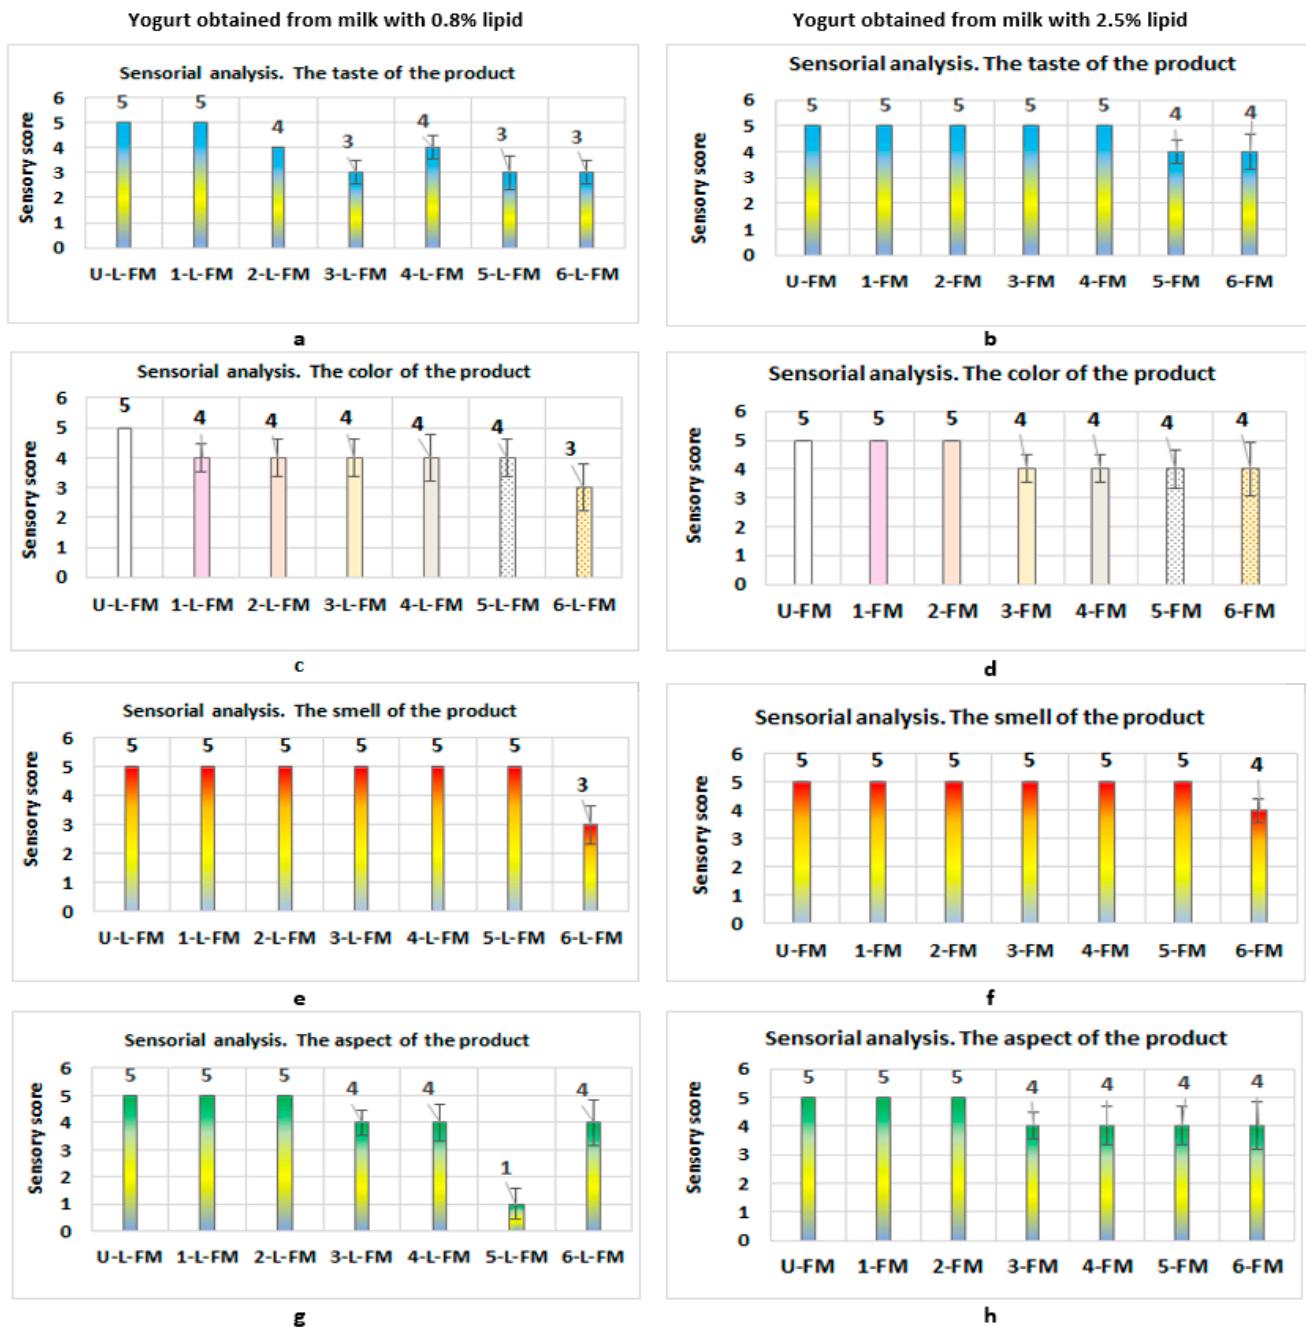 Yogurt obtained from milk with 0.8% lipid
Yogurt obtained from milk with 2.5% lipid
Sensorial analysis. The taste of the product
Sensory score
6
5
4
3
2
1
0
5 5 4 3 4 3 3
U-L-FM 1-L-FM 2-L-FM 3-L-FM 4-L-FM 5-L-FM 6-L-FM
a
Sensorial analysis. The taste of the product
Sensory score
6
5
4
3
2
1
0
5 5 5 5 5 4 4
U-FM 1-FM 2-FM 3-FM 4-FM 5-FM 6-FM
b
Sensorial analysis. The color of the product
Sensory score
6
5
4
3
2
1
0
5 4 4 4 4 4 3
U-L-FM 1-L-FM 2-L-FM 3-L-FM 4-L-FM 5-L-FM 6-L-FM
c
Sensorial analysis. The color of the product
Sensory score
6
5
4
3
2
1
0
5 5 5 4 4 4 4
U-FM 1-FM 2-FM 3-FM 4-FM 5-FM 6-FM
d
Sensorial analysis. The smell of the product
Sensory score
6
5
4
3
2
1
0
5 5 5 5 5 5 3
U-L-FM 1-L-FM 2-L-FM 3-L-FM 4-L-FM 5-L-FM 6-L-FM
e
Sensorial analysis. The smell of the product
Sensory score
6
5
4
3
2
1
0
5 5 5 5 5 5 4
U-FM 1-FM 2-FM 3-FM 4-FM 5-FM 6-FM
f
Sensorial analysis. The aspect of the product
Sensory score
6
5
4
3
2
1
0
5 5 5 4 4 1 4
U-L-FM 1-L-FM 2-L-FM 3-L-FM 4-L-FM 5-L-FM 6-L-FM
g
Sensorial analysis. The aspect of the product
Sensory score
6
5
4
3
2
1
0
5 5 5 4 4 4 4
U-FM 1-FM 2-FM 3-FM 4-FM 5-FM 6-FM
h